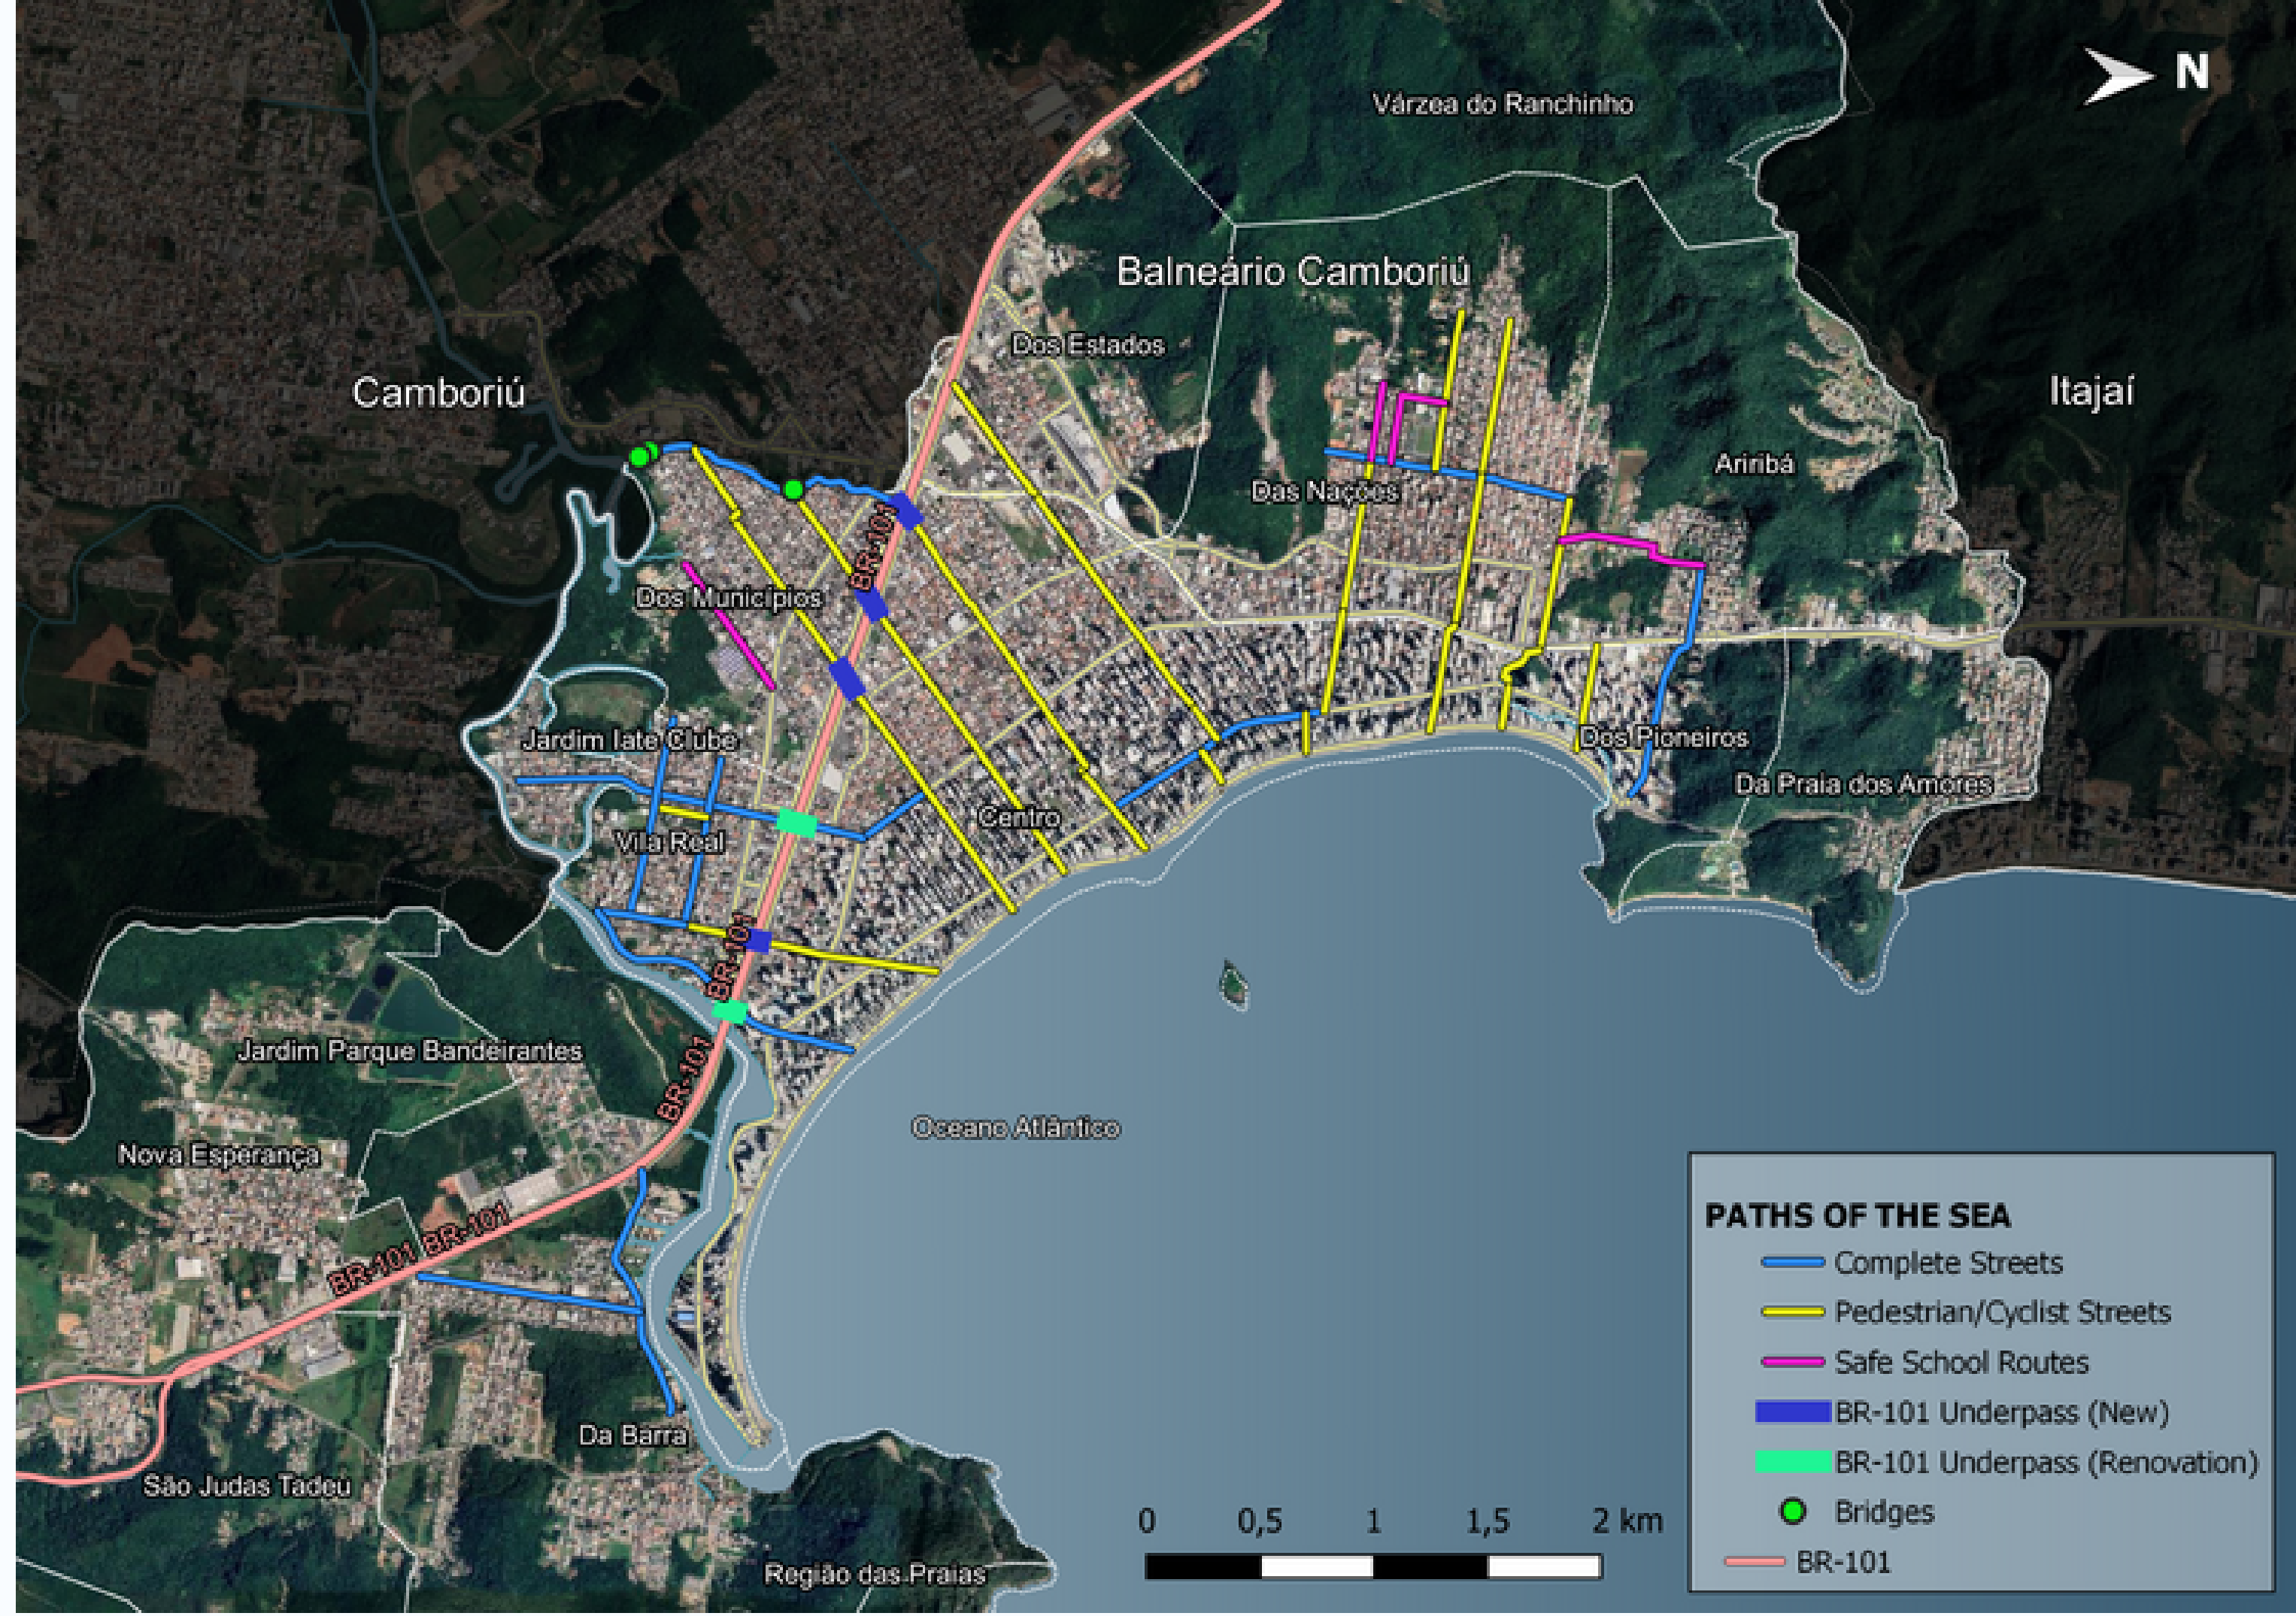 N
Várzea do Ranchinho
Balneário Camboriú
Dos Estados
Camboriú
Itajaí
Ariribá
Das Nações
BR-101
Dos Municípios
Jardim Iate Clube
Dos Pioneiros
Da Praia dos Amores
Centro
Vila Real
BR-101
Jardim Parque Bandeirantes
BR-101
Oceano Atlântico
Nova Esperança
BR-101 BR-101
Da Barra
São Judas Tadeu
Região das Praias
0 0,5 1 1,5 2 km
PATHS OF THE SEA
Complete Streets
Pedestrian/Cyclist Streets
Safe School Routes
BR-101 Underpass (New)
BR-101 Underpass (Renovation)
Bridges
BR-101